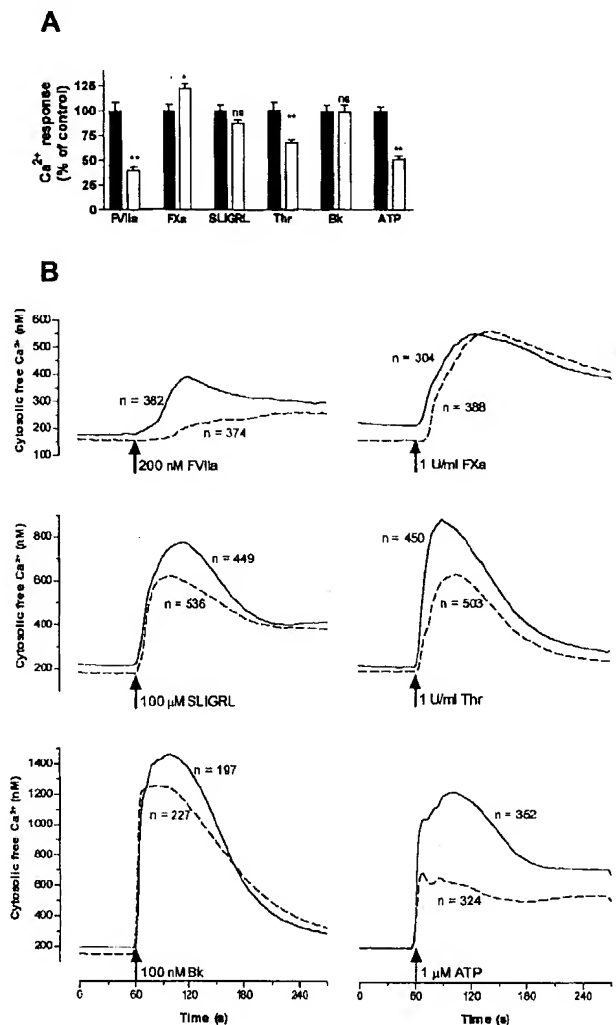 A
Ca²⁺ response
(% of control)
125
100
75
50
25
0
** * ns ** ns **
FVIIa FXa SLIGRL Thr Bk ATP
B
Cytosolic free Ca²⁺ (nM)
600
500
400
300
200
100
n = 382
n = 374
200 nM FVIIa
n = 304
n = 388
1 U/ml FXa
Cytosolic free Ca²⁺ (nM)
800
600
400
200
n = 449
n = 536
100 µM SLIGRL
n = 450
n = 503
1 U/ml Thr
Cytosolic free Ca²⁺ (nM)
1400
1200
1000
800
600
400
200
n = 197
n = 227
100 nM Bk
n = 352
n = 324
1 µM ATP
0 60 120 180 240
Time (s)
0 60 120 180 240
Time (s)